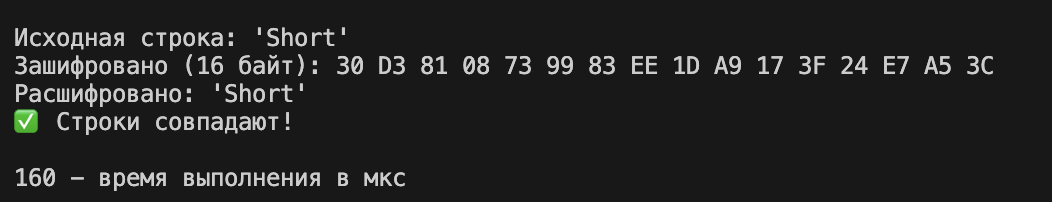 Исходная строка: 'Short'
Зашифровано (16 байт): 30 D3 81 08 73 99 83 EE 1D A9 17 3F 24 E7 A5 3C
Расшифровано: 'Short'
✅ Строки совпадают!
160 – время выполнения в мкс